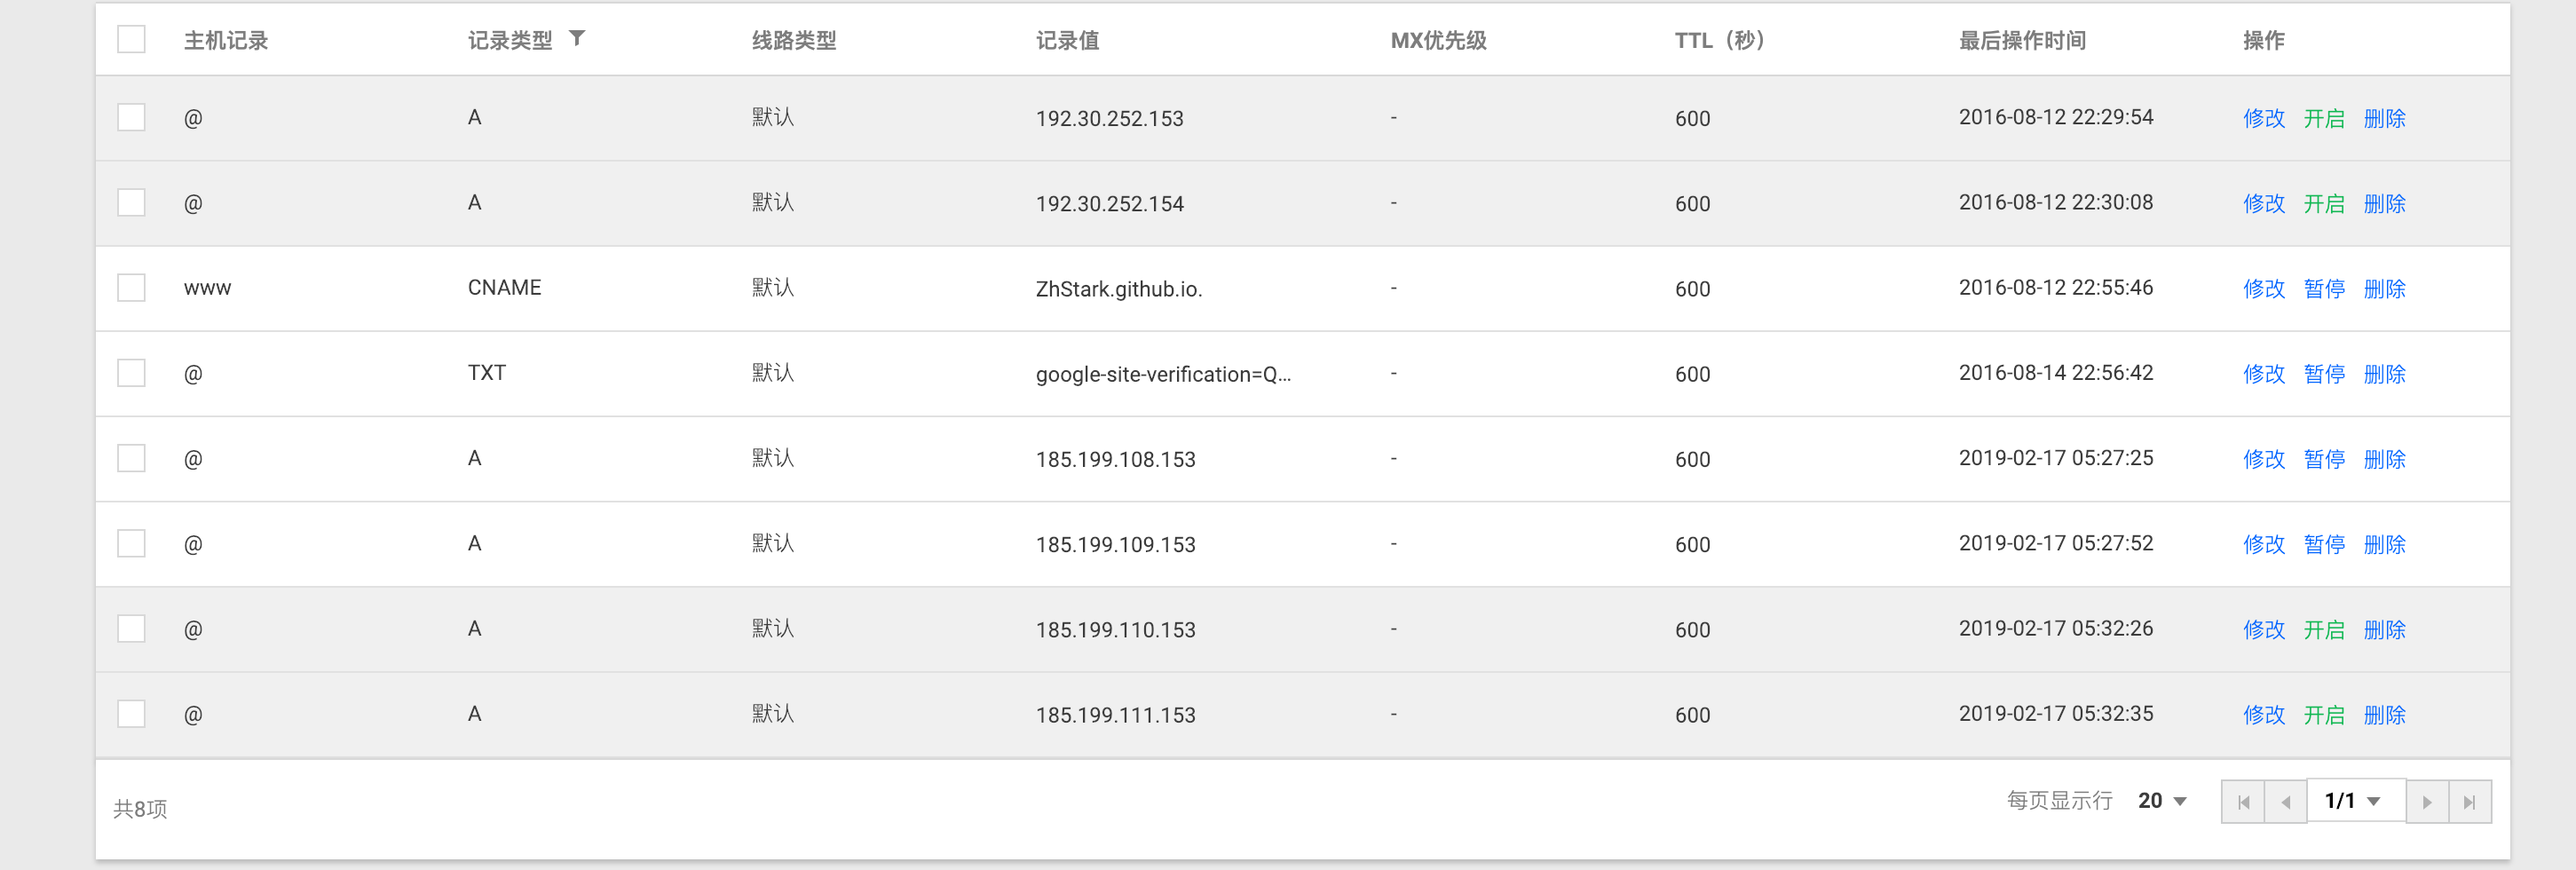 主机记录 记录类型 线路类型 记录值 MX优先级 TTL（秒） 最后操作时间 操作
@ A 默认 192.30.252.153 - 600 2016-08-12 22:29:54 修改 开启 删除
@ A 默认 192.30.252.154 - 600 2016-08-12 22:30:08 修改 开启 删除
www CNAME 默认 ZhStark.github.io. - 600 2016-08-12 22:55:46 修改 暂停 删除
@ TXT 默认 google-site-verification=Q... - 600 2016-08-14 22:56:42 修改 暂停 删除
@ A 默认 185.199.108.153 - 600 2019-02-17 05:27:25 修改 暂停 删除
@ A 默认 185.199.109.153 - 600 2019-02-17 05:27:52 修改 暂停 删除
@ A 默认 185.199.110.153 - 600 2019-02-17 05:32:26 修改 开启 删除
@ A 默认 185.199.111.153 - 600 2019-02-17 05:32:35 修改 开启 删除
共8项 每页显示行 20 1/1